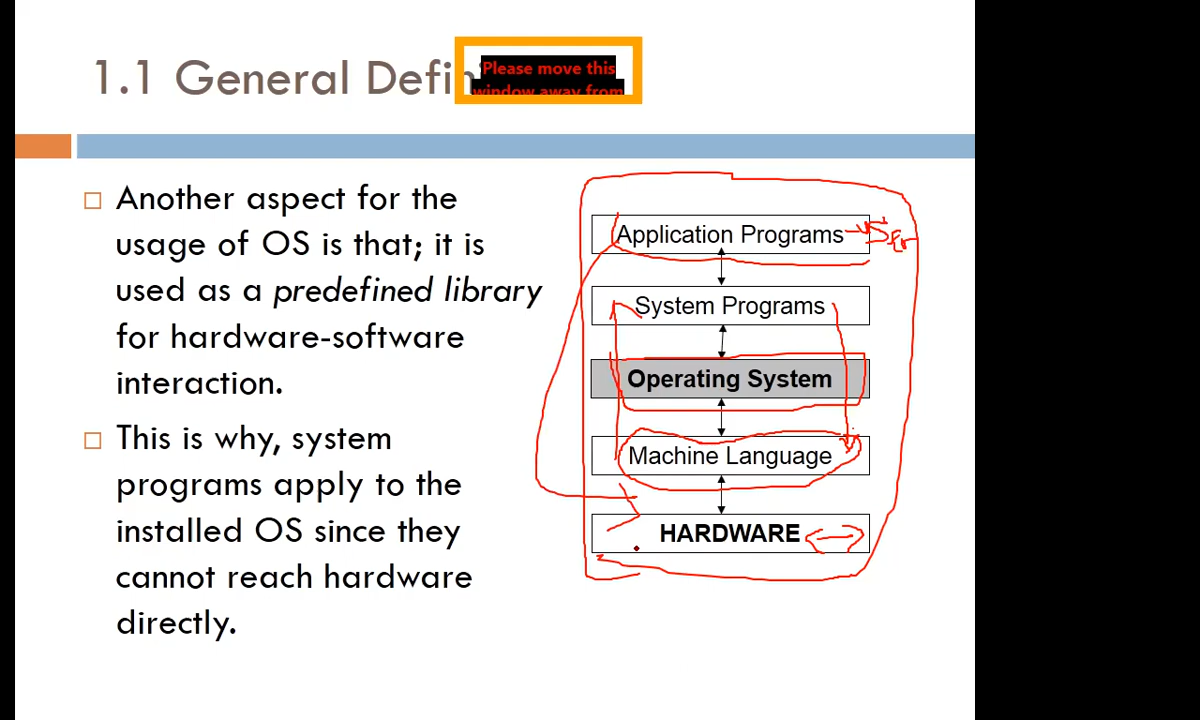 1.1 General Defin
Please move this
window away from
Another aspect for the
usage of OS is that; it is
used as a predefined library
for hardware-software
interaction.
This is why, system
programs apply to the
installed OS since they
cannot reach hardware
directly.
Application Programs
System Programs
Operating System
Machine Language
HARDWARE